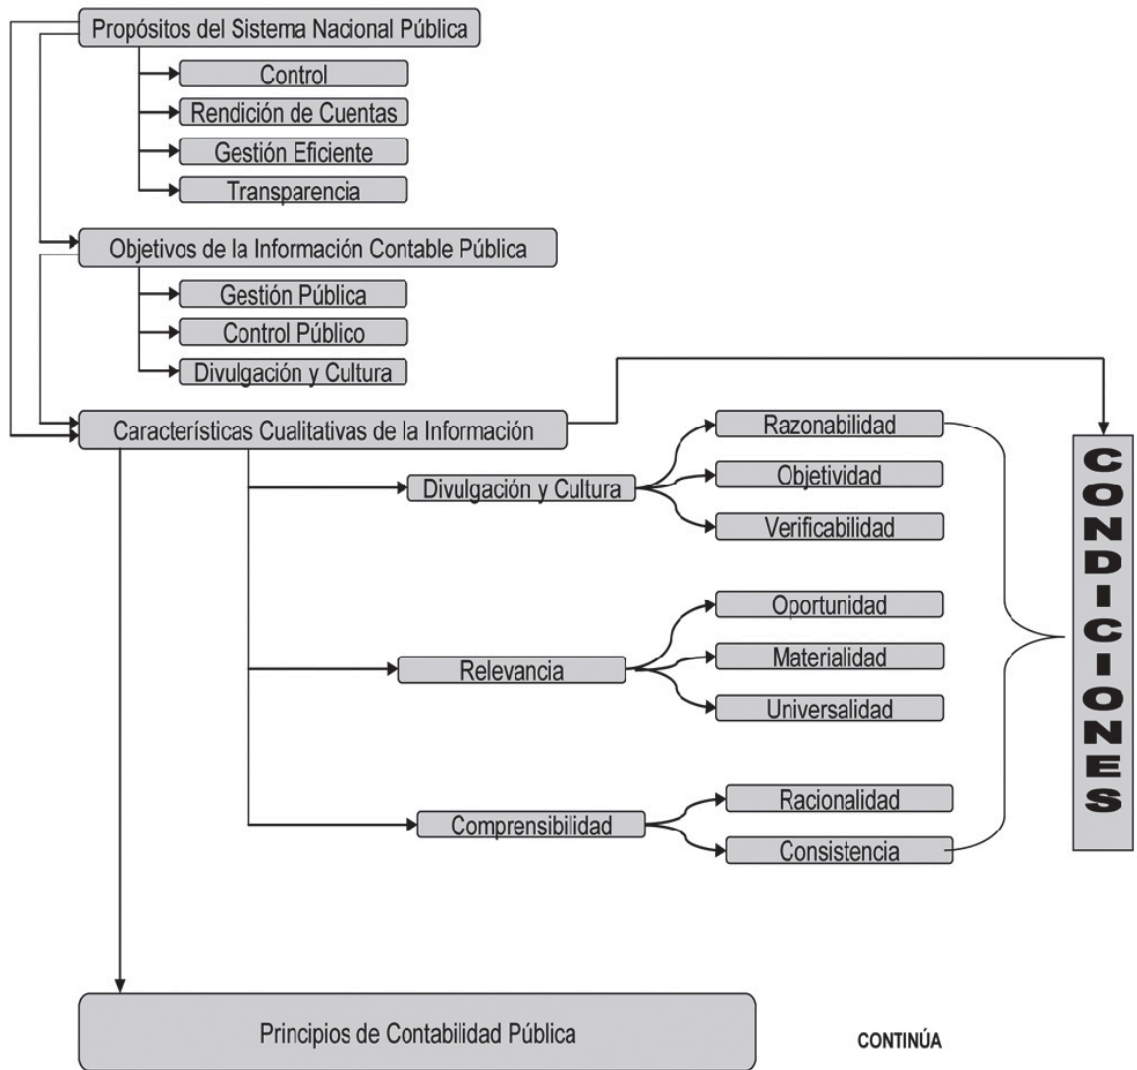 Propósitos del Sistema Nacional Pública
Control
Rendición de Cuentas
Gestión Eficiente
Transparencia
Objetivos de la Información Contable Pública
Gestión Pública
Control Público
Divulgación y Cultura
Características Cualitativas de la Información
Divulgación y Cultura
Razonabilidad
Objetividad
Verificabilidad
Relevancia
Oportunidad
Materialidad
Universalidad
Comprensibilidad
Racionalidad
Consistencia
CONDICIONES
Principios de Contabilidad Pública
CONTINÚA